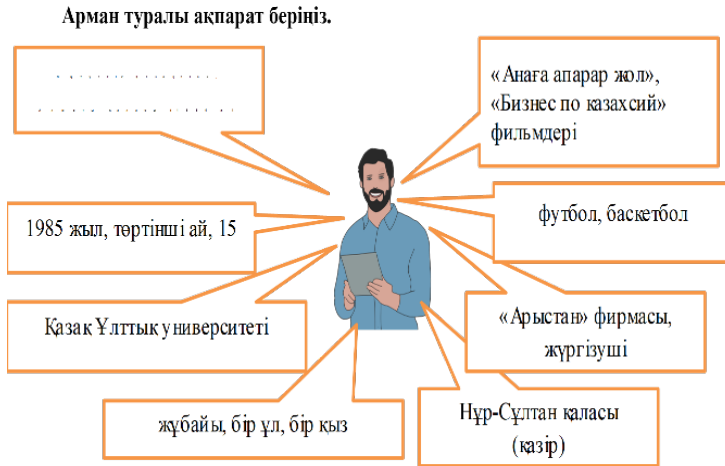 Арман туралы ақпарат беріңіз.
«Анаға апарар жол»,
«Бизнес по казахсий»
фильмдері
1985 жыл, төртінші ай, 15
футбол, баскетбол
Қазақ Ұлттық университеті
«Арыстан» фирмасы,
жүргізуші
жұбайы, бір ұл, бір қыз
Нұр-Сұлтан қаласы
(қазір)